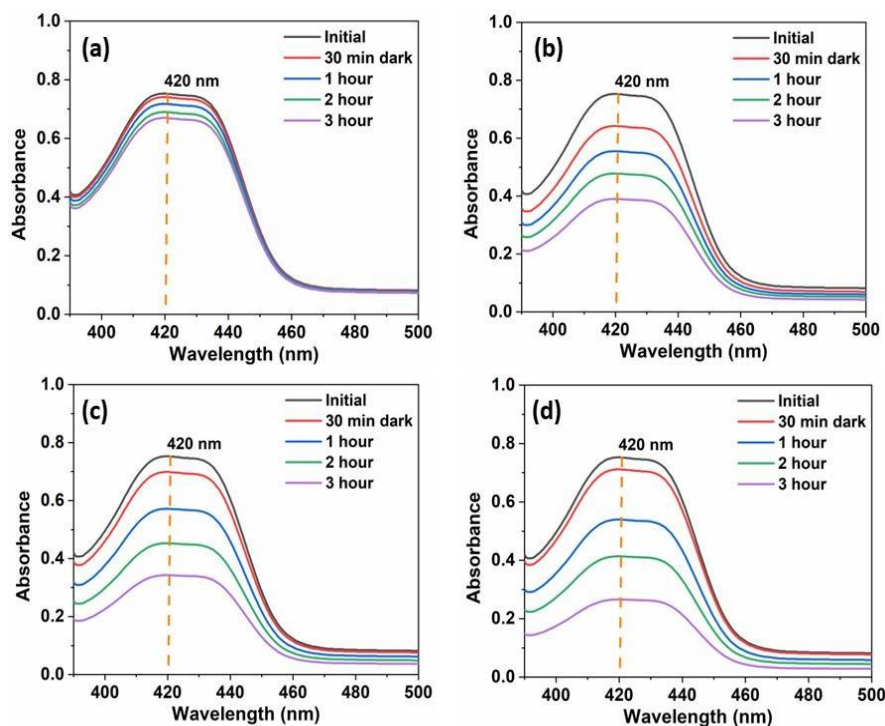 (a)
420 nm
Initial
30 min dark
1 hour
2 hour
3 hour
1.0
0.8
0.6
0.4
0.2
0.0
Absorbance
400 420 440 460 480 500
Wavelength (nm)
(b)
420 nm
Initial
30 min dark
1 hour
2 hour
3 hour
1.0
0.8
0.6
0.4
0.2
0.0
Absorbance
400 420 440 460 480 500
Wavelength (nm)
(c)
420 nm
Initial
30 min dark
1 hour
2 hour
3 hour
1.0
0.8
0.6
0.4
0.2
0.0
Absorbance
400 420 440 460 480 500
Wavelength (nm)
(d)
420 nm
Initial
30 min dark
1 hour
2 hour
3 hour
1.0
0.8
0.6
0.4
0.2
0.0
Absorbance
400 420 440 460 480 500
Wavelength (nm)